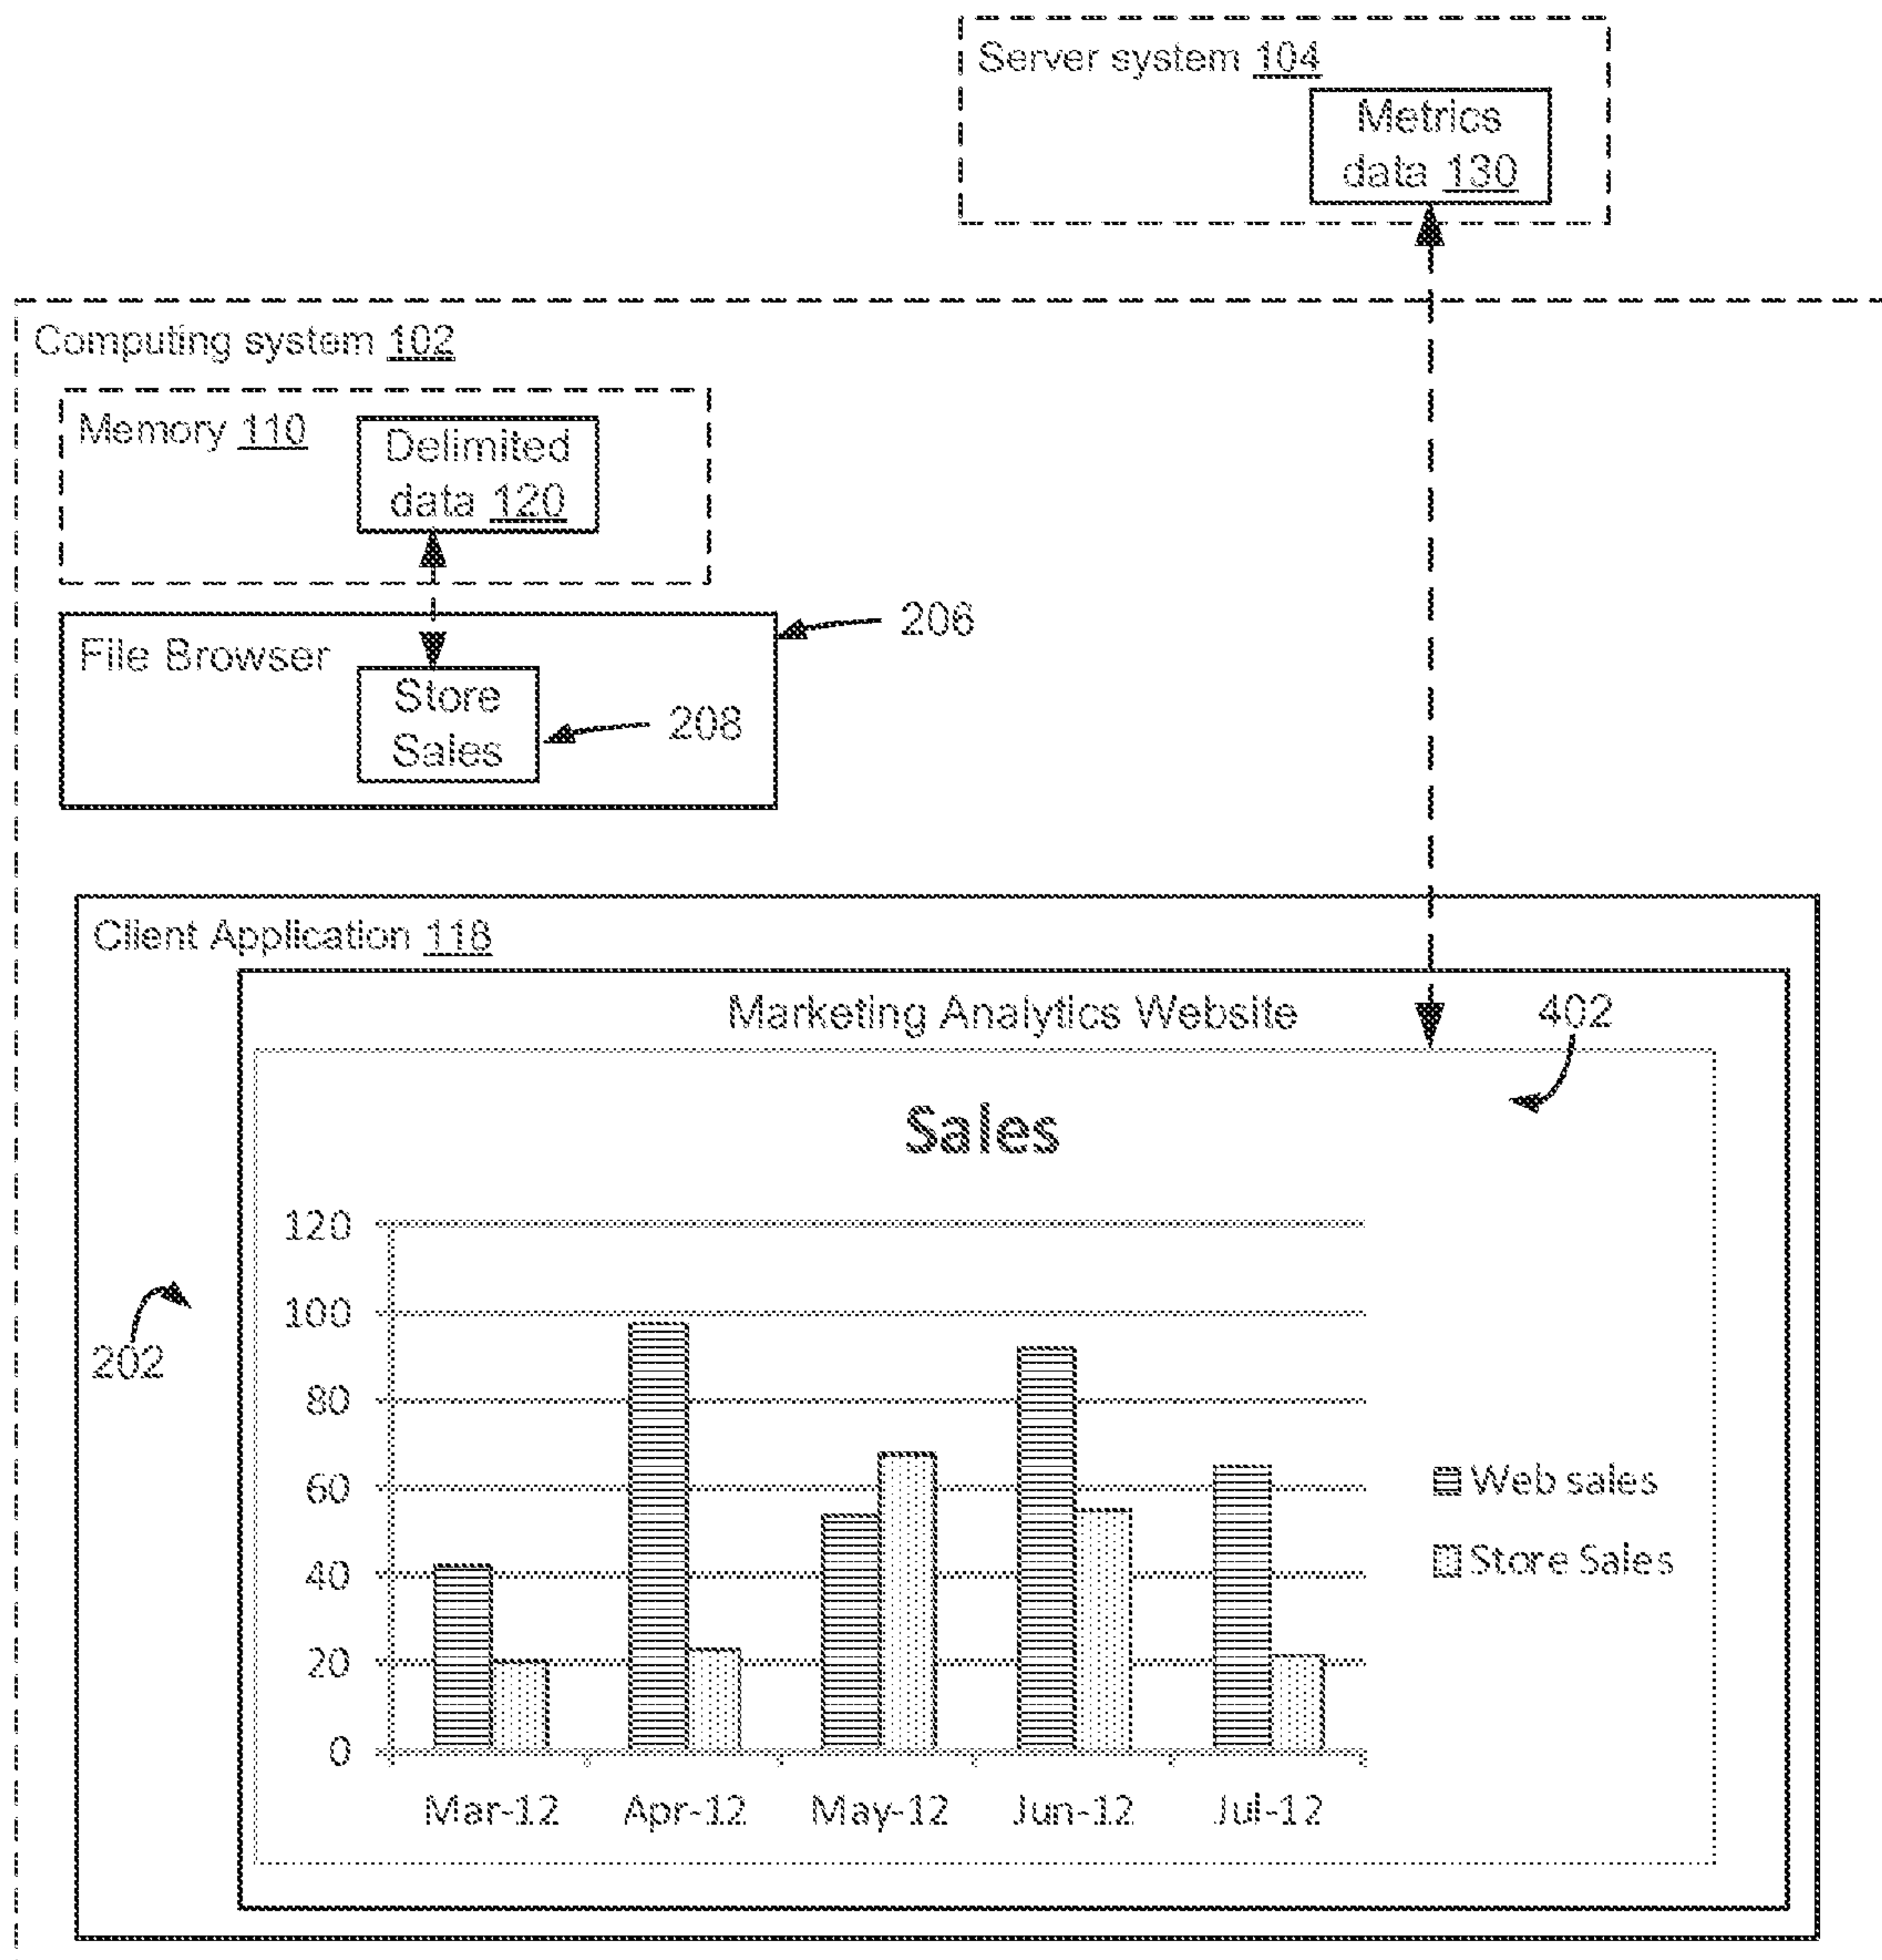 Server system 104
Metrics
data 130
Computing system 102
Memory 110
Delimited
data 120
206
File Browser
Store
Sales
208
Client Application 118
Marketing Analytics Website
402
Sales
120
100
80
60
40
20
0
202
Web sales
Store Sales
Mar-12 Apr-12 May-12 Jun-12 Jul-12